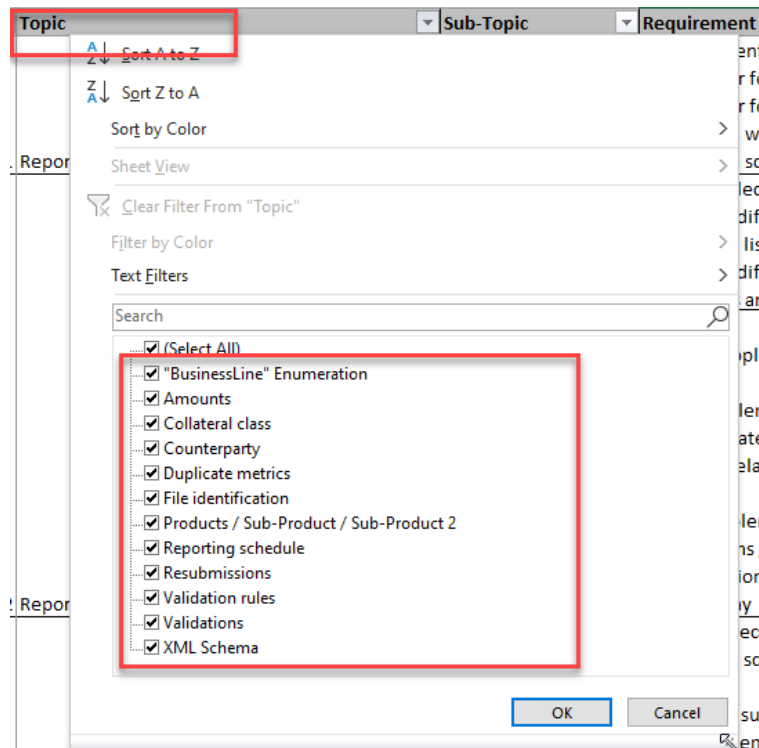 Topic Sub-Topic Requirement
Sort A to Z
Sort Z to A
Sort by Color
Sheet View
Repor
Clear Filter From "Topic"
Filter by Color
Text Filters
Search
(Select All)
"BusinessLine" Enumeration
Amounts
Collateral class
Counterparty
Duplicate metrics
File identification
Products / Sub-Product / Sub-Product 2
Reporting schedule
Resubmissions
Validation rules
Repor
Validations
XML Schema
OK Cancel